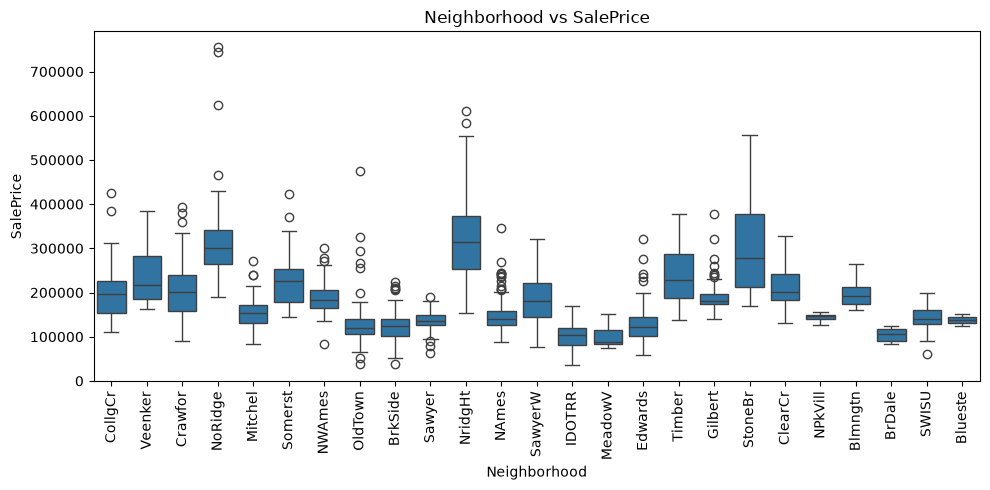 Neighborhood vs SalePrice
SalePrice
700000
600000
500000
400000
300000
200000
100000
0
CollgCr
Veenker
Crawfor
NoRidge
Mitchel
Somerst
NWAmes
OldTown
BrkSide
Sawyer
NridgHt
NAmes
SawyerW
IDOTRR
MeadowV
Edwards
Timber
Gilbert
StoneBr
ClearCr
NPkVill
Blmngtn
BrDale
SWISU
Blueste
Neighborhood